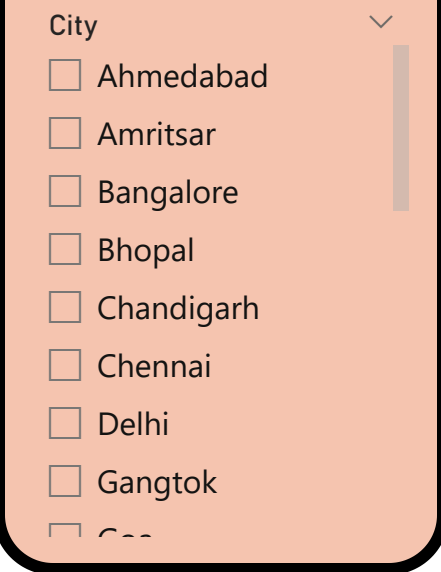 City
Ahmedabad
Amritsar
Bangalore
Bhopal
Chandigarh
Chennai
Delhi
Gangtok